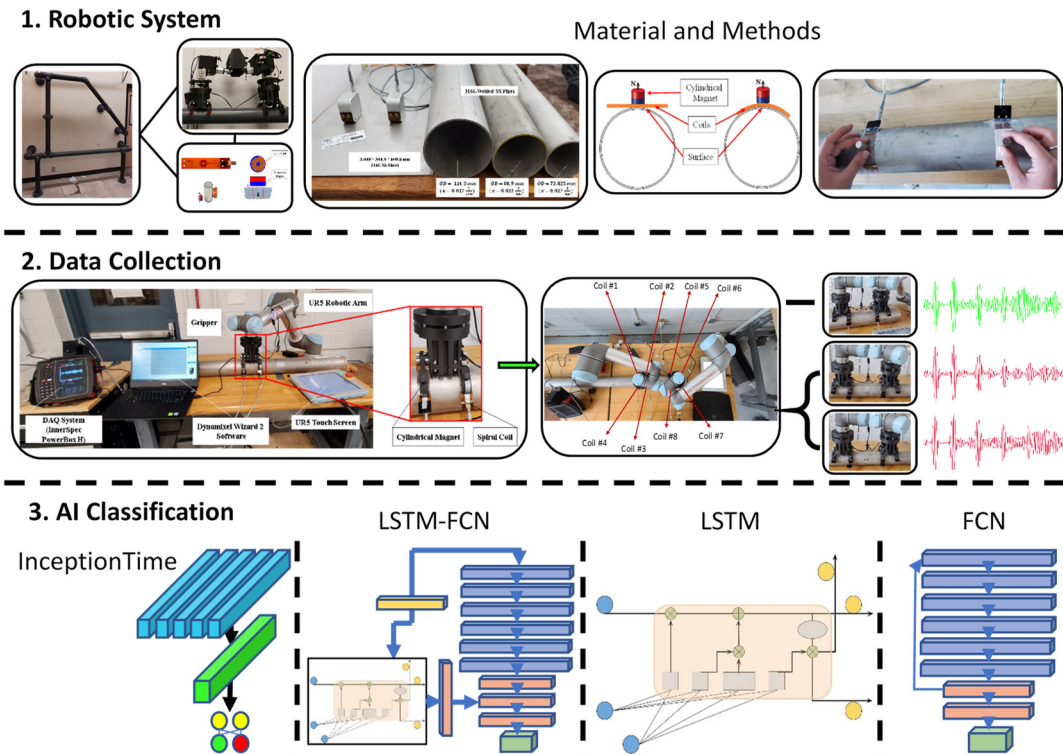 1. Robotic System
Material and Methods
316L Welded SS Pipes
316L SS Sheet
OD = 114.3 mm
OD = 88.9 mm
OD = 73.025 mm
N
Cylindrical
Magnet
Coils
Surface
N
2. Data Collection
UR5 Robotic Arm
Gripper
DAQ System
(InnerSpec
PowerBox H)
Dynamixel Wizard 2
Software
UR5 Touch Screen
Cylindrical Magnet
Spiral Coil
Coil #1
Coil #2
Coil #5
Coil #6
Coil #4
Coil #3
Coil #8
Coil #7
3. AI Classification
InceptionTime
LSTM-FCN
LSTM
FCN